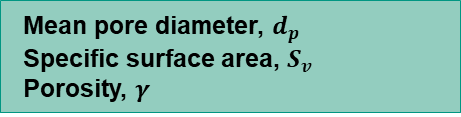 Mean pore diameter, dₚ
Specific surface area, Sᵥ
Porosity, γ